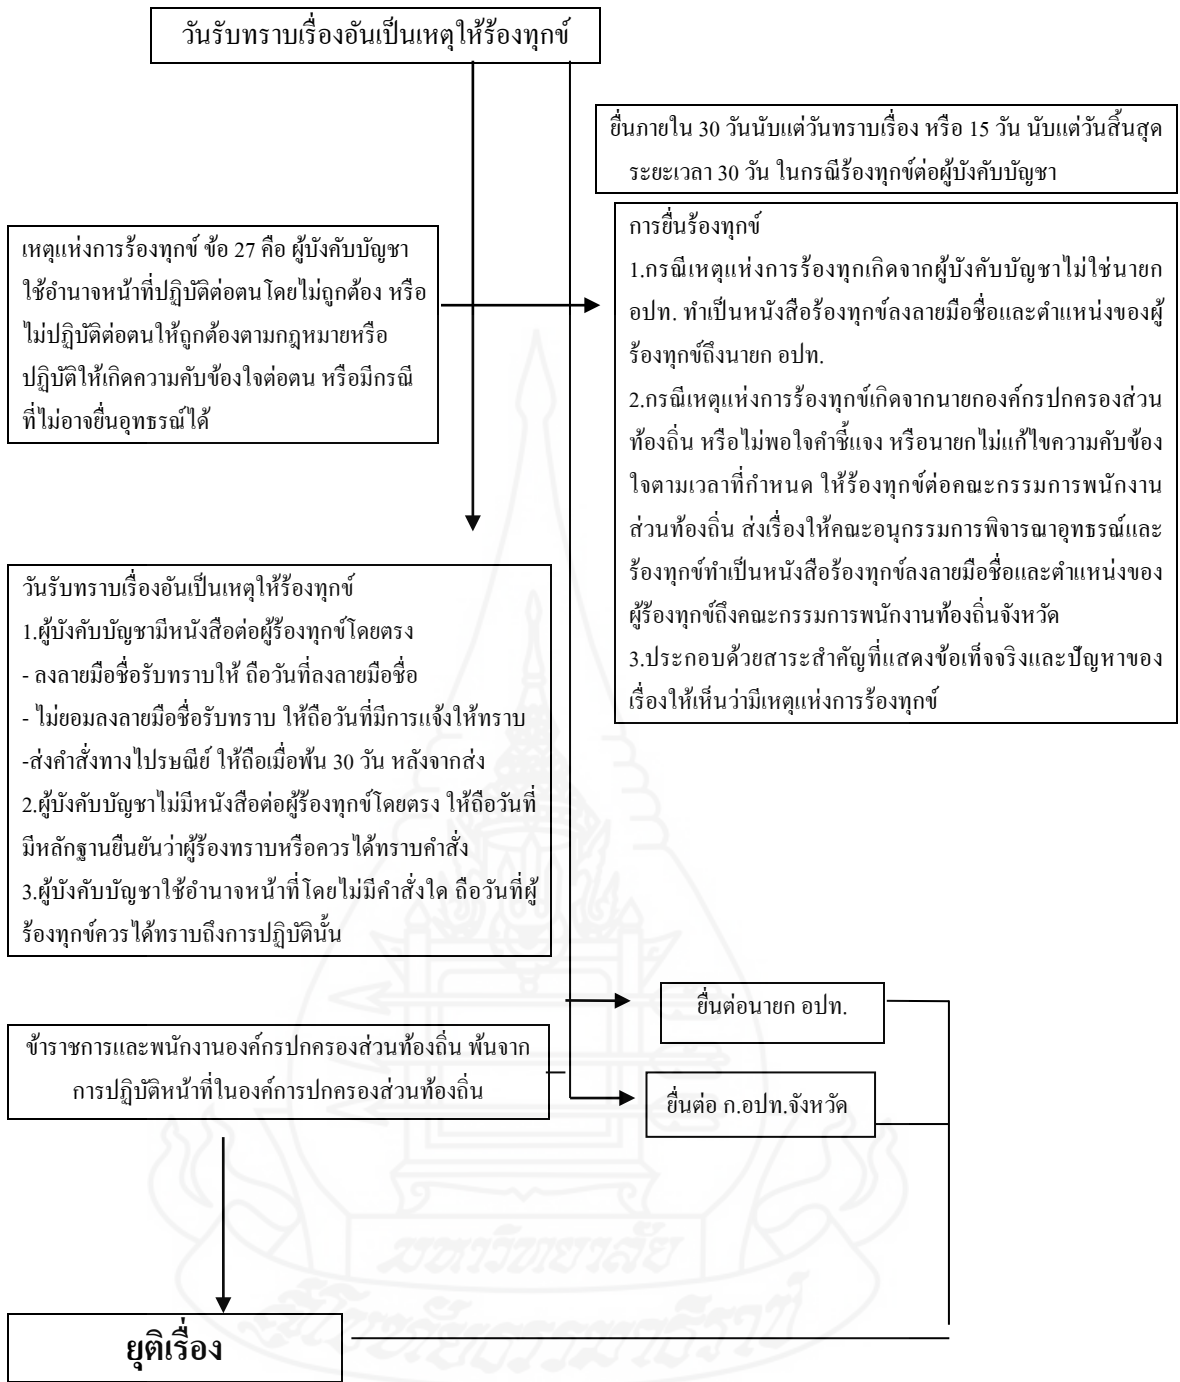 วันรับทราบเรื่องอันเป็นเหตุให้ร้องทุกข์
ยื่นภายใน 30 วันนับแต่วันทราบเรื่อง หรือ 15 วัน นับแต่วันสิ้นสุด
ระยะเวลา 30 วัน ในกรณีร้องทุกข์ต่อผู้บังคับบัญชา
เหตุแห่งการร้องทุกข์ ข้อ 27 คือ ผู้บังคับบัญชา
ใช้อำนาจหน้าที่ปฏิบัติต่อตนโดยไม่ถูกต้อง หรือ
ไม่ปฏิบัติต่อตนให้ถูกต้องตามกฎหมายหรือ
ปฏิบัติให้เกิดความคับข้องใจต่อตน หรือมีกรณี
ที่ไม่อาจยื่นอุทธรณ์ได้
การยื่นร้องทุกข์
1.กรณีเหตุแห่งการร้องทุกเกิดจากผู้บังคับบัญชาไม่ใช่นายก
อปท. ทำเป็นหนังสือร้องทุกข์ลงลายมือชื่อและตำแหน่งของผู้
ร้องทุกข์ถึงนายก อปท.
2.กรณีเหตุแห่งการร้องทุกข์เกิดจากนายกองค์กรปกครองส่วน
ท้องถิ่น หรือไม่พอใจคำชี้แจง หรือนายกไม่แก้ไขความคับข้อง
ใจตามเวลาที่กำหนด ให้ร้องทุกข์ต่อคณะกรรมการพนักงาน
ส่วนท้องถิ่น ส่งเรื่องให้คณะอนุกรรมการพิจารณาอุทธรณ์และ
ร้องทุกข์ทำเป็นหนังสือร้องทุกข์ลงลายมือชื่อและตำแหน่งของ
ผู้ร้องทุกข์ถึงคณะกรรมการพนักงานท้องถิ่นจังหวัด
3.ประกอบด้วยสาระสำคัญที่แสดงข้อเท็จจริงและปัญหาของ
เรื่องให้เห็นว่ามีเหตุแห่งการร้องทุกข์
วันรับทราบเรื่องอันเป็นเหตุให้ร้องทุกข์
1.ผู้บังคับบัญชามีหนังสือต่อผู้ร้องทุกข์โดยตรง
- ลงลายมือชื่อรับทราบให้ ถือวันที่ลงลายมือชื่อ
- ไม่ยอมลงลายมือชื่อรับทราบ ให้ถือวันที่มีการแจ้งให้ทราบ
-ส่งคำสั่งทางไปรษณีย์ ให้ถือเมื่อพ้น 30 วัน หลังจากส่ง
2.ผู้บังคับบัญชาไม่มีหนังสือต่อผู้ร้องทุกข์โดยตรง ให้ถือวันที่
มีหลักฐานยืนยันว่าผู้ร้องทราบหรือควรได้ทราบคำสั่ง
3.ผู้บังคับบัญชาใช้อำนาจหน้าที่โดยไม่มีคำสั่งใด ถือวันที่ผู้
ร้องทุกข์ควรได้ทราบถึงการปฏิบัตินั้น
ยื่นต่อนายก อปท.
ข้าราชการและพนักงานองค์กรปกครองส่วนท้องถิ่น พ้นจาก
การปฏิบัติหน้าที่ในองค์การปกครองส่วนท้องถิ่น
ยื่นต่อ ก.อปท.จังหวัด
มหาวิทยาลัย
สุโขทัยธรรมาธิราช
ยุติเรื่อง